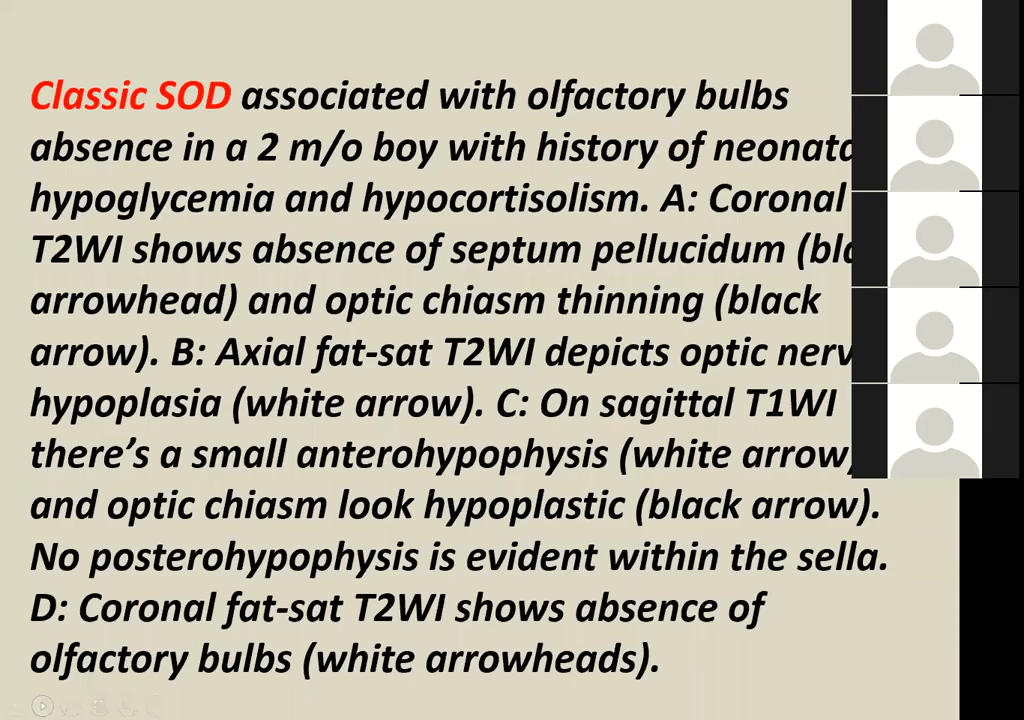 Classic SOD associated with olfactory bulbs
absence in a 2 m/o boy with history of
hypoglycemia and hypocortisolism. A: Coronal
T2WI shows absence of septum pellucidum
arrowhead) and optic chiasm thinning (black
arrow). B: Axial fat-sat T2WI depicts optic
hypoplasia (white arrow). C: On sagittal T1WI
there’s a small anterohypophysis (white arrow)
and optic chiasm look hypoplastic (black arrow).
No posterohypophysis is evident within the sella.
D: Coronal fat-sat T2WI shows absence of
olfactory bulbs (white arrowheads).